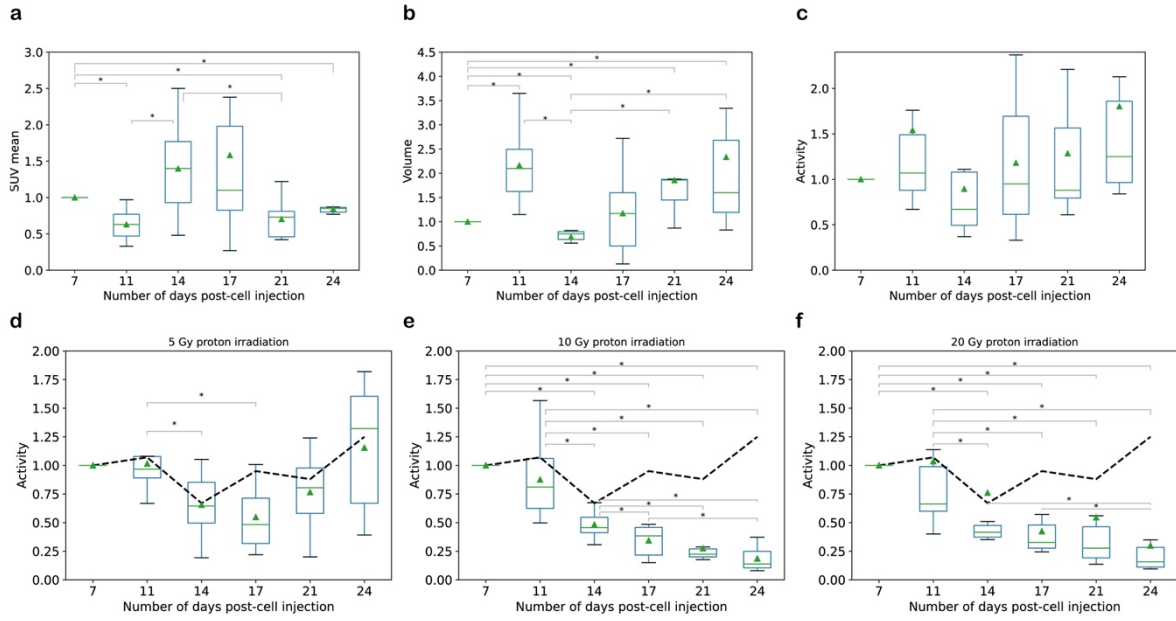 a
b
c
SUV mean
3.0
2.5
2.0
1.5
1.0
0.5
0.0
* * * * * *
7 11 14 17 21 24
Number of days post-cell injection
Volume
4.5
4.0
3.5
3.0
2.5
2.0
1.5
1.0
0.5
0.0
* * * * * * *
7 11 14 17 21 24
Number of days post-cell injection
Activity
2.0
1.5
1.0
0.5
0.0
7 11 14 17 21 24
Number of days post-cell injection
d
e
f
5 Gy proton irradiation
Activity
2.00
1.75
1.50
1.25
1.00
0.75
0.50
0.25
0.00
* *
7 11 14 17 21 24
Number of days post-cell injection
10 Gy proton irradiation
Activity
2.00
1.75
1.50
1.25
1.00
0.75
0.50
0.25
0.00
* * * * * * * * * * * *
7 11 14 17 21 24
Number of days post-cell injection
20 Gy proton irradiation
Activity
2.00
1.75
1.50
1.25
1.00
0.75
0.50
0.25
0.00
* * * * * * * * * *
7 11 14 17 21 24
Number of days post-cell injection